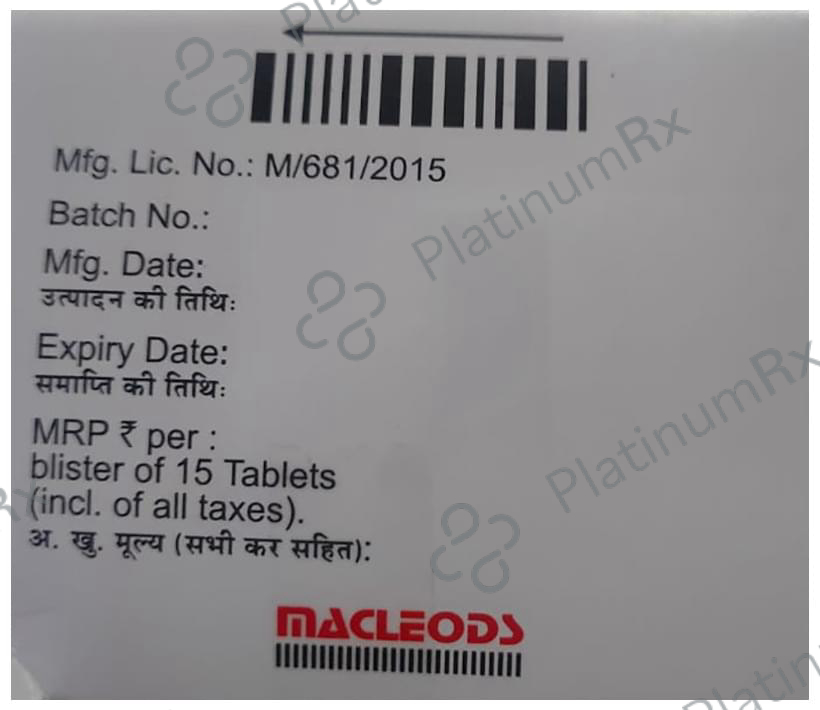 Mfg. Lic. No.: M/681/2015
Batch No.:
Mfg. Date:
उत्पादन की तिथि:
Expiry Date:
समाप्ति की तिथि:
MRP ₹ per :
blister of 15 Tablets
(incl. of all taxes).
अ. खु. मूल्य (सभी कर सहित):
MACLEODS
PlatinumRx
PlatinumRx